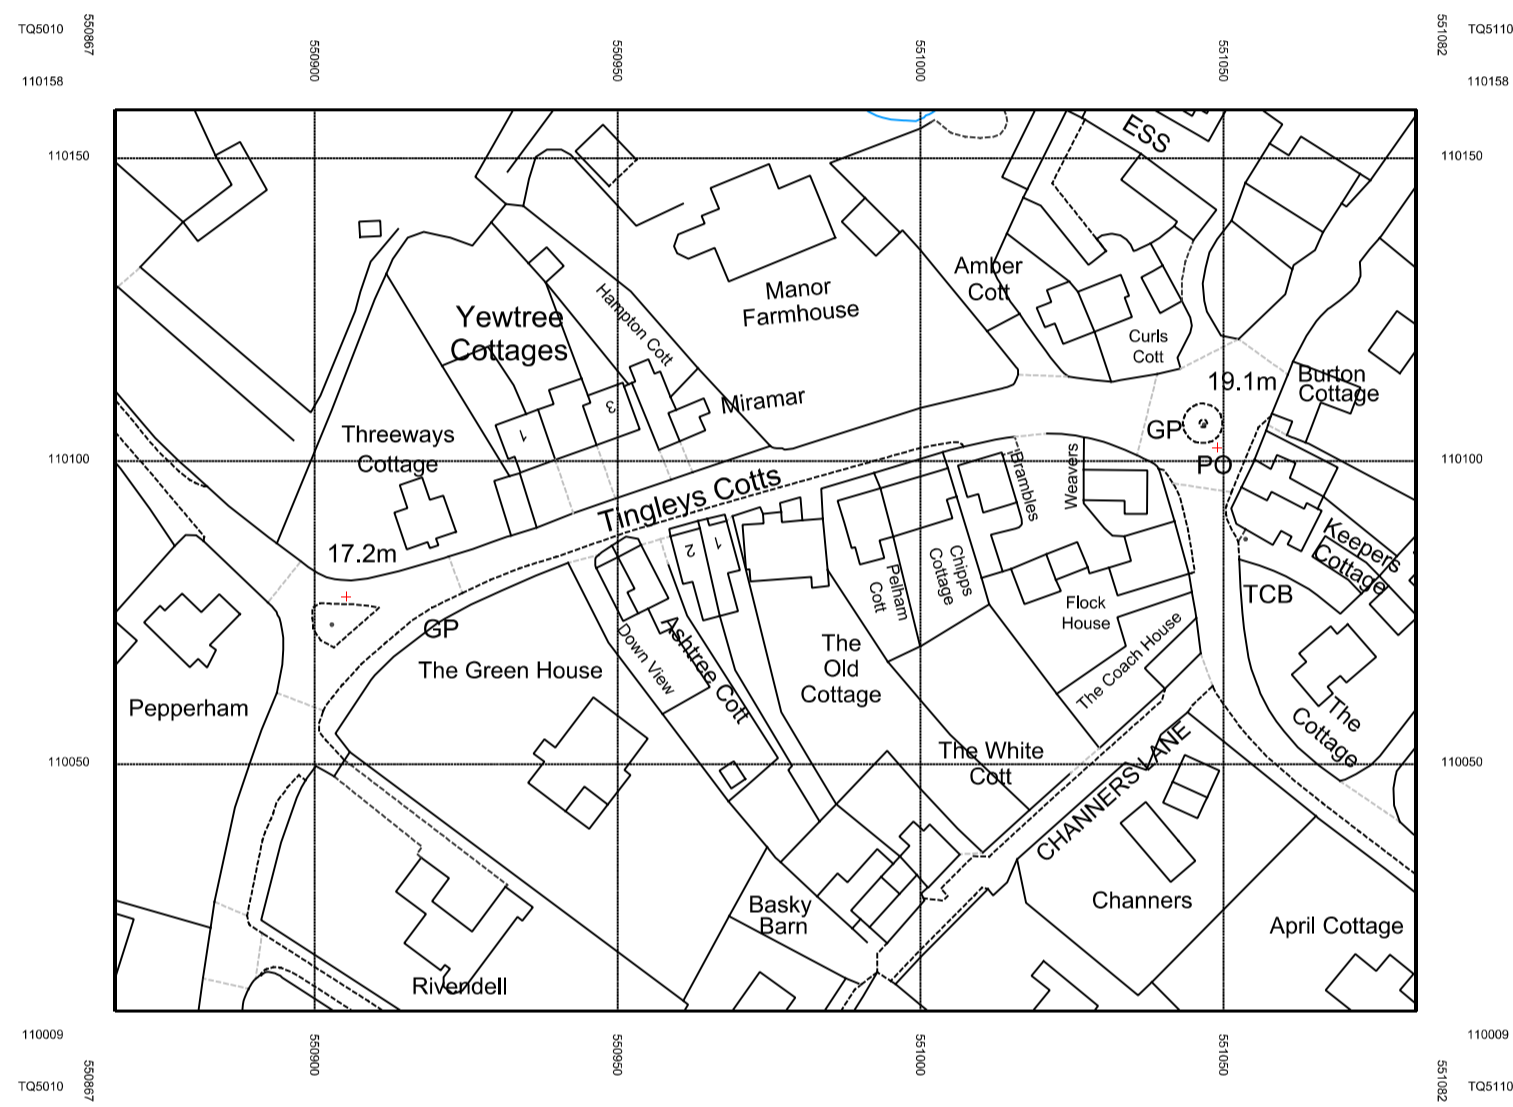 TQ5010
550867
551082
TQ5110
550900
550950
551000
551050
110158
110158
110150
110150
ESS
Amber
Cott
Manor
Farmhouse
Hampton Cott
Yewtree
Cottages
Curls
Cott
19.1m
Burton
Cottage
Miramar
3
1
GP
Threeways
Cottage
110100
110100
PO
Brambles
Weavers
Tingleys Cotts
Keepers
Cottage
17.2m
2
1
Chipps
Cottage
Pelham
Cott
TCB
Flock
House
GP
The Green House
Down View
Ashtree Cott
The
Old
Cottage
The Coach House
Pepperham
The
Cottage
The White
Cott
110050
110050
CHANNERS LANE
Channers
Basky
Barn
April Cottage
Rivendell
110009
110009
TQ5010
550867
550900
550950
551000
551050
551082
TQ5110